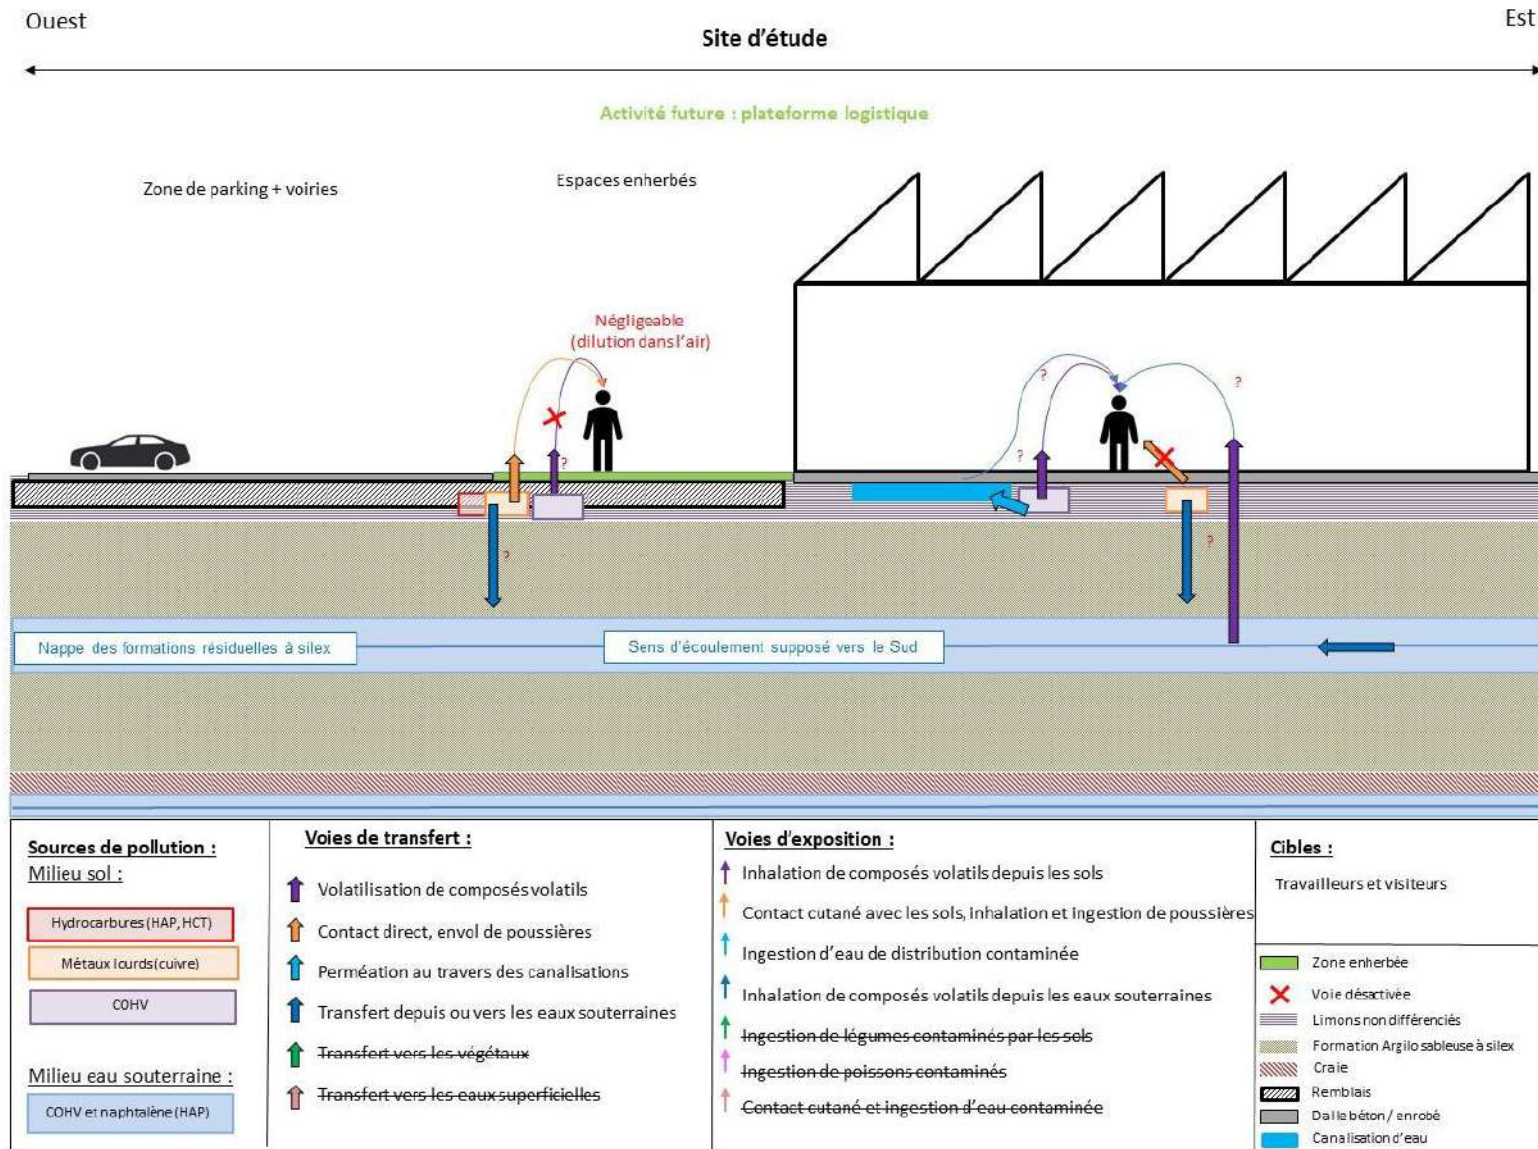 Ouest
Est
Site d'étude
Activité future : plateforme logistique
Zone de parking + voiries
Espaces enherbés
Négligeable
(dilution dans l'air)
?
?
?
?
?
?
Nappe des formations résiduelles à silex
Sens d'écoulement supposé vers le Sud
Sources de pollution :
Milieu sol :
Hydrocarbures (HAP, HCT)
Métaux lourds (cuivre)
COHV
Milieu eau souterraine :
COHV et naphtalène (HAP)
Voies de transfert :
Volatilisation de composés volatils
Contact direct, envol de poussières
Perméation au travers des canalisations
Transfert depuis ou vers les eaux souterraines
Transfert vers les végétaux
Transfert vers les eaux superficielles
Voies d'exposition :
Inhalation de composés volatils depuis les sols
Contact cutané avec les sols, inhalation et ingestion de poussières
Ingestion d'eau de distribution contaminée
Inhalation de composés volatils depuis les eaux souterraines
Ingestion de légumes contaminés par les sols
Ingestion de poissons contaminés
Contact cutané et ingestion d'eau contaminée
Cibles :
Travailleurs et visiteurs
Zone enherbée
Voie désactivée
Limons non différenciés
Formation Argilo sableuse à silex
Craie
Remblais
Dalle béton / enrobé
Canalisation d'eau